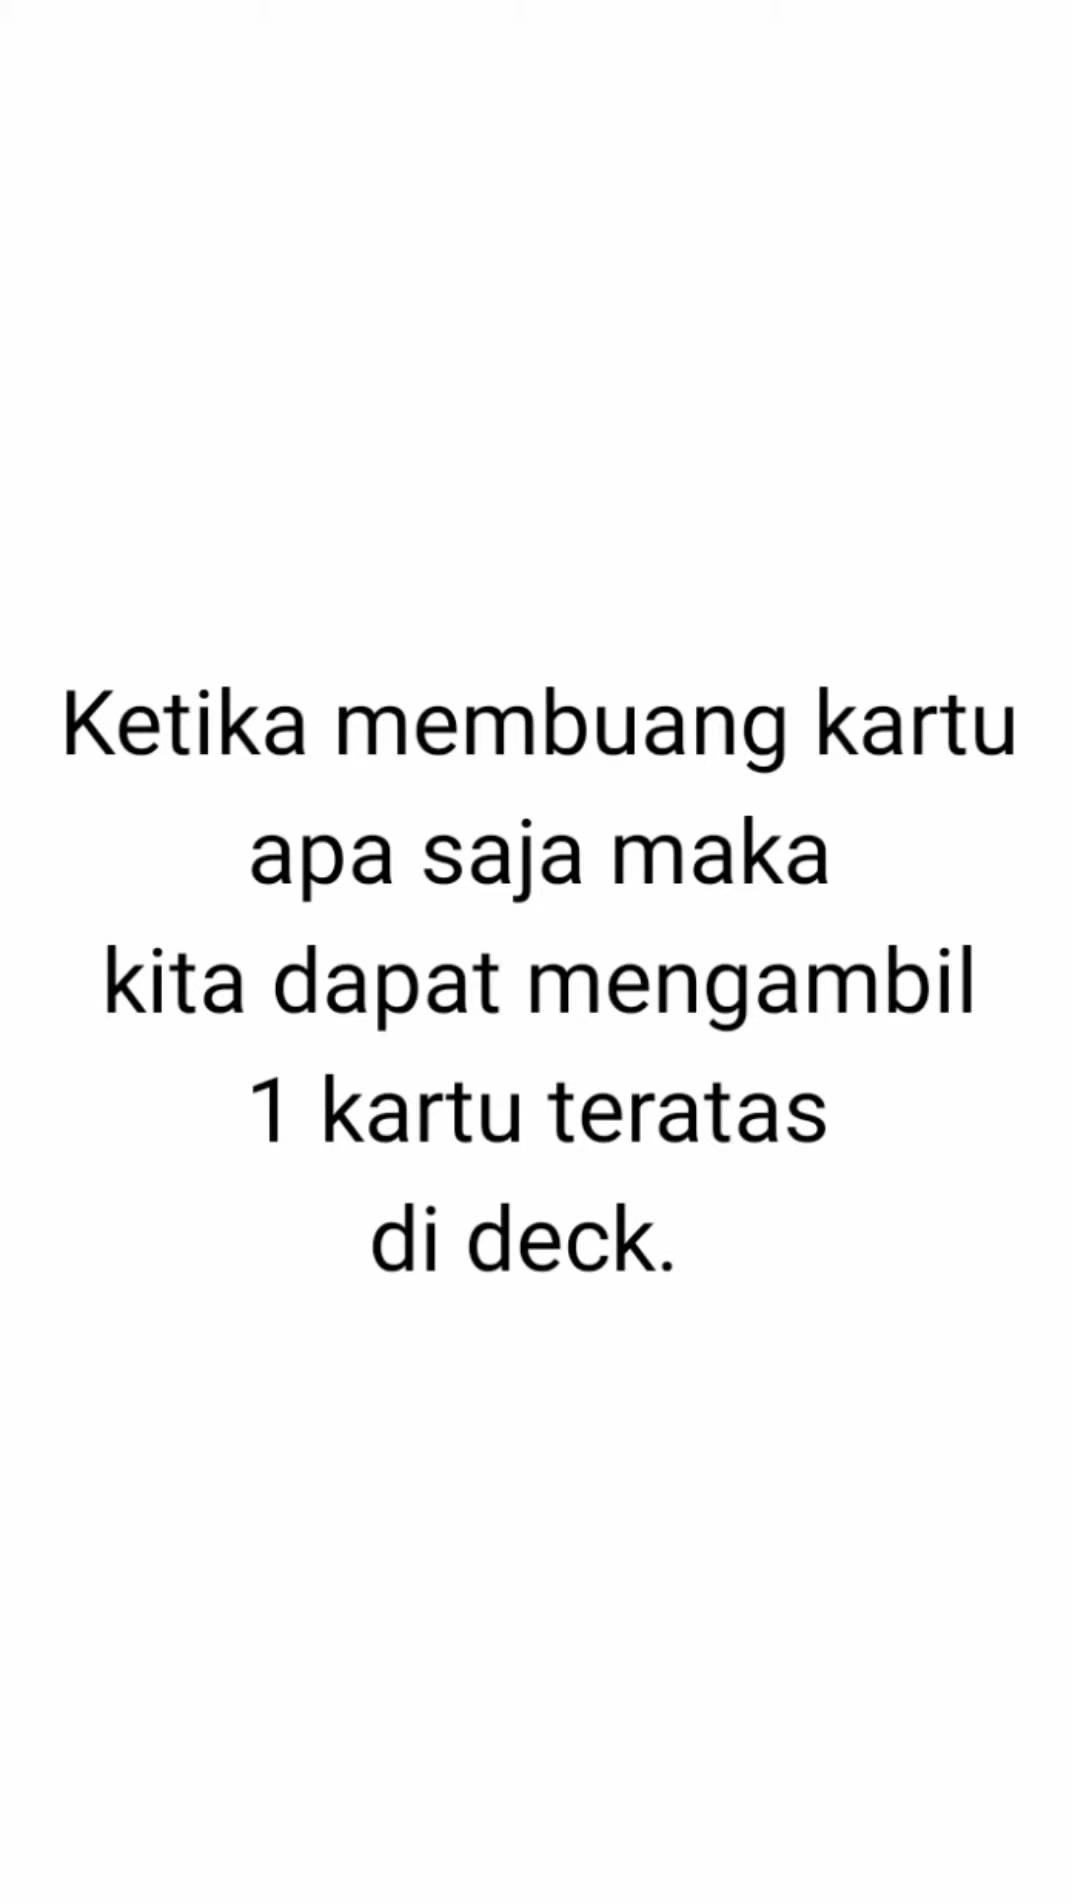 Ketika membuang kartu
apa saja maka
kita dapat mengambil
1 kartu teratas
di deck.